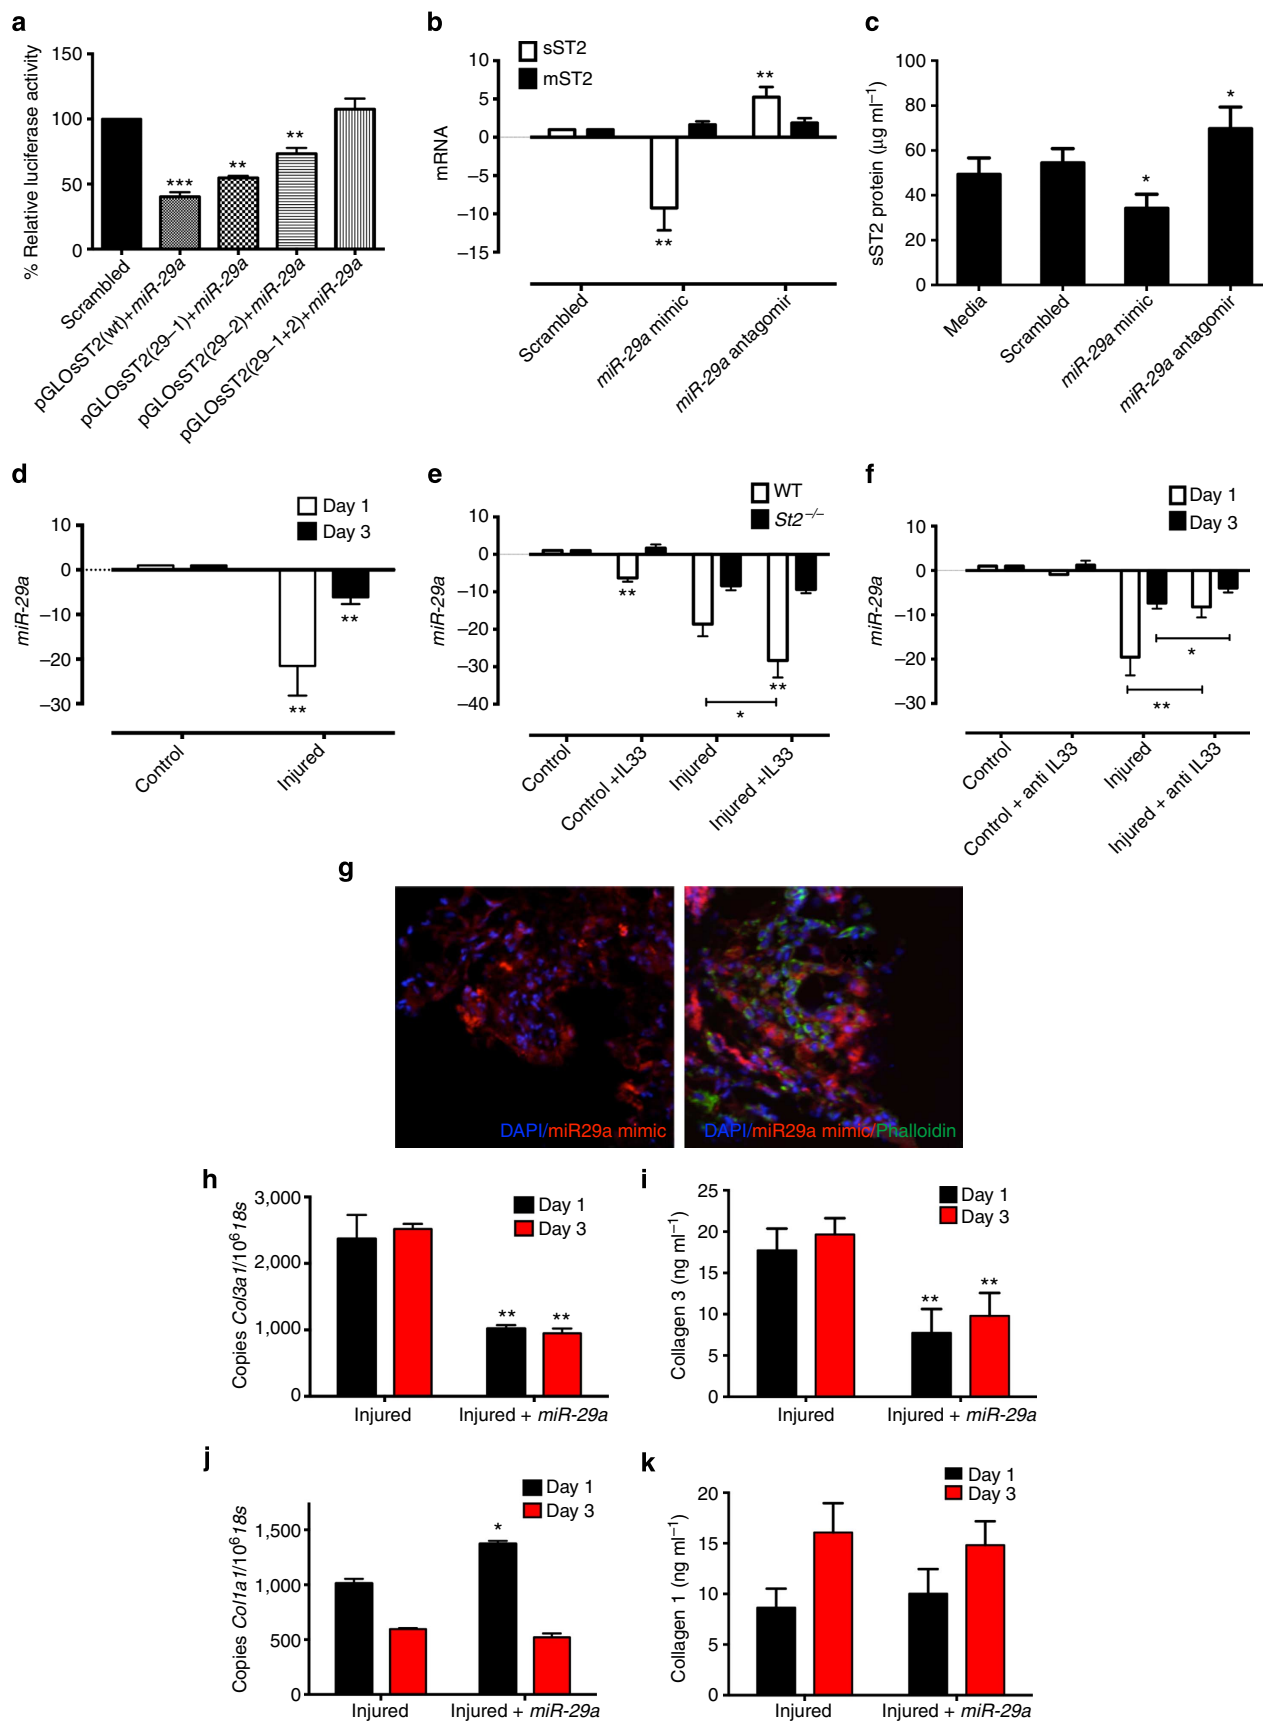 a
% Relative luciferase activity
150
100
50
0
***
**
**
Scrambled
pGLOsST2(wt)+miR-29a
pGLOsST2(29–1)+miR-29a
pGLOsST2(29–2)+miR-29a
pGLOsST2(29–1+2)+miR-29a
b
sST2
mST2
mRNA
10
5
0
–5
–10
–15
**
**
Scrambled
miR-29a mimic
miR-29a antagomir
c
sST2 protein (µg ml⁻¹)
100
80
60
40
20
0
*
*
Media
Scrambled
miR-29a mimic
miR-29a antagomir
d
Day 1
Day 3
miR-29a
10
0
–10
–20
–30
**
**
Control
Injured
e
WT
St2⁻/⁻
miR-29a
10
0
–10
–20
–30
–40
**
**
*
Control
Control +IL33
Injured
Injured +IL33
f
Day 1
Day 3
miR-29a
10
0
–10
–20
–30
*
**
Control
Control + anti IL33
Injured
Injured + anti IL33
g
DAPI/miR29a mimic
DAPI/miR29a mimic/Phalloidin
h
Day 1
Day 3
Copies Col3a1/10⁶18s
3,000
2,000
1,000
0
**
**
Injured
Injured + miR-29a
i
Day 1
Day 3
Collagen 3 (ng ml⁻¹)
25
20
15
10
5
0
**
**
Injured
Injured + miR-29a
j
Day 1
Day 3
Copies Col1a1/10⁶18s
1,500
1,000
500
0
*
Injured
Injured + miR-29a
k
Day 1
Day 3
Collagen 1 (ng ml⁻¹)
20
15
10
5
0
Injured
Injured + miR-29a